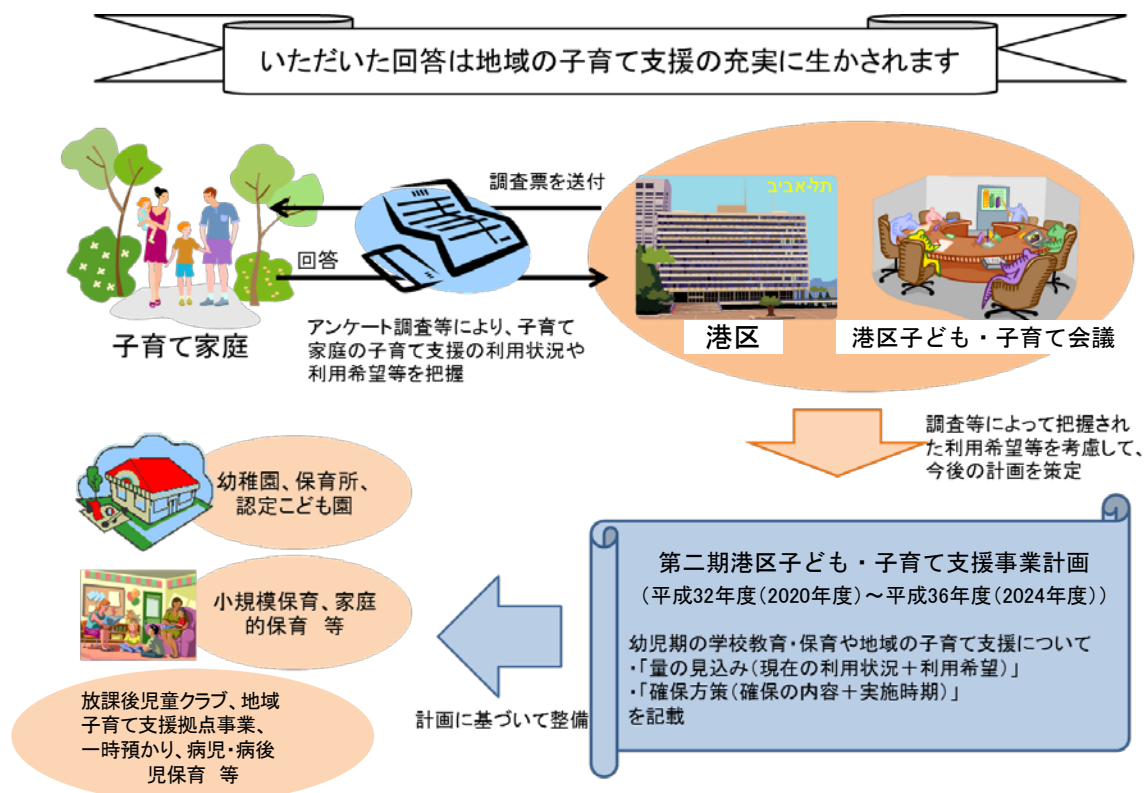 いただいた回答は地域の子育て支援の充実に生かされます
調査票を送付
回答
תל-אביב
子育て家庭
アンケート調査等により、子育て
家庭の子育て支援の利用状況や
利用希望等を把握
港区
港区子ども・子育て会議
調査等によって把握され
た利用希望等を考慮して、
今後の計画を策定
第二期港区子ども・子育て支援事業計画
（平成32年度(2020年度)～平成36年度(2024年度)）
幼児期の学校教育・保育や地域の子育て支援について
・「量の見込み(現在の利用状況＋利用希望)」
・「確保方策(確保の内容＋実施時期)」
を記載
計画に基づいて整備
幼稚園、保育所、
認定こども園
小規模保育、家庭
的保育　等
放課後児童クラブ、地域
子育て支援拠点事業、
一時預かり、病児・病後
児保育　等